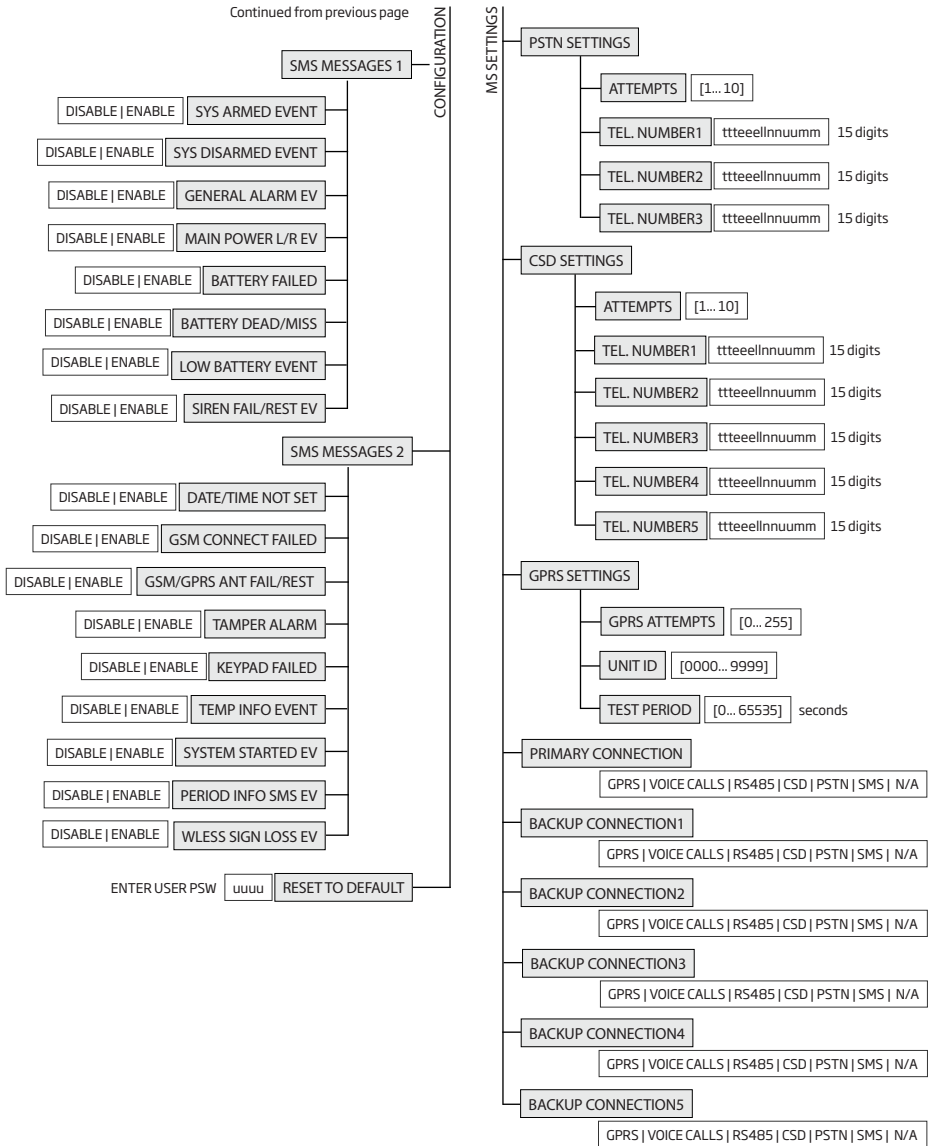 Continued from previous page
CONFIGURATION
SMS MESSAGES 1
DISABLE | ENABLE SYS ARMED EVENT
DISABLE | ENABLE SYS DISARMED EVENT
DISABLE | ENABLE GENERAL ALARM EV
DISABLE | ENABLE MAIN POWER L/R EV
DISABLE | ENABLE BATTERY FAILED
DISABLE | ENABLE BATTERY DEAD/MISS
DISABLE | ENABLE LOW BATTERY EVENT
DISABLE | ENABLE SIREN FAIL/REST EV
SMS MESSAGES 2
DISABLE | ENABLE DATE/TIME NOT SET
DISABLE | ENABLE GSM CONNECT FAILED
DISABLE | ENABLE GSM/GPRS ANT FAIL/REST
DISABLE | ENABLE TAMPER ALARM
DISABLE | ENABLE KEYPAD FAILED
DISABLE | ENABLE TEMP INFO EVENT
DISABLE | ENABLE SYSTEM STARTED EV
DISABLE | ENABLE PERIOD INFO SMS EV
DISABLE | ENABLE WLESS SIGN LOSS EV
ENTER USER PSW uuuu RESET TO DEFAULT
MS SETTINGS
PSTN SETTINGS
ATTEMPTS [1... 10]
TEL. NUMBER1 ttteeellnnuumm 15 digits
TEL. NUMBER2 ttteeellnnuumm 15 digits
TEL. NUMBER3 ttteeellnnuumm 15 digits
CSD SETTINGS
ATTEMPTS [1... 10]
TEL. NUMBER1 ttteeellnnuumm 15 digits
TEL. NUMBER2 ttteeellnnuumm 15 digits
TEL. NUMBER3 ttteeellnnuumm 15 digits
TEL. NUMBER4 ttteeellnnuumm 15 digits
TEL. NUMBER5 ttteeellnnuumm 15 digits
GPRS SETTINGS
GPRS ATTEMPTS [0... 255]
UNIT ID [0000... 9999]
TEST PERIOD [0... 65535] seconds
PRIMARY CONNECTION
GPRS | VOICE CALLS | RS485 | CSD | PSTN | SMS | N/A
BACKUP CONNECTION1
GPRS | VOICE CALLS | RS485 | CSD | PSTN | SMS | N/A
BACKUP CONNECTION2
GPRS | VOICE CALLS | RS485 | CSD | PSTN | SMS | N/A
BACKUP CONNECTION3
GPRS | VOICE CALLS | RS485 | CSD | PSTN | SMS | N/A
BACKUP CONNECTION4
GPRS | VOICE CALLS | RS485 | CSD | PSTN | SMS | N/A
BACKUP CONNECTION5
GPRS | VOICE CALLS | RS485 | CSD | PSTN | SMS | N/A